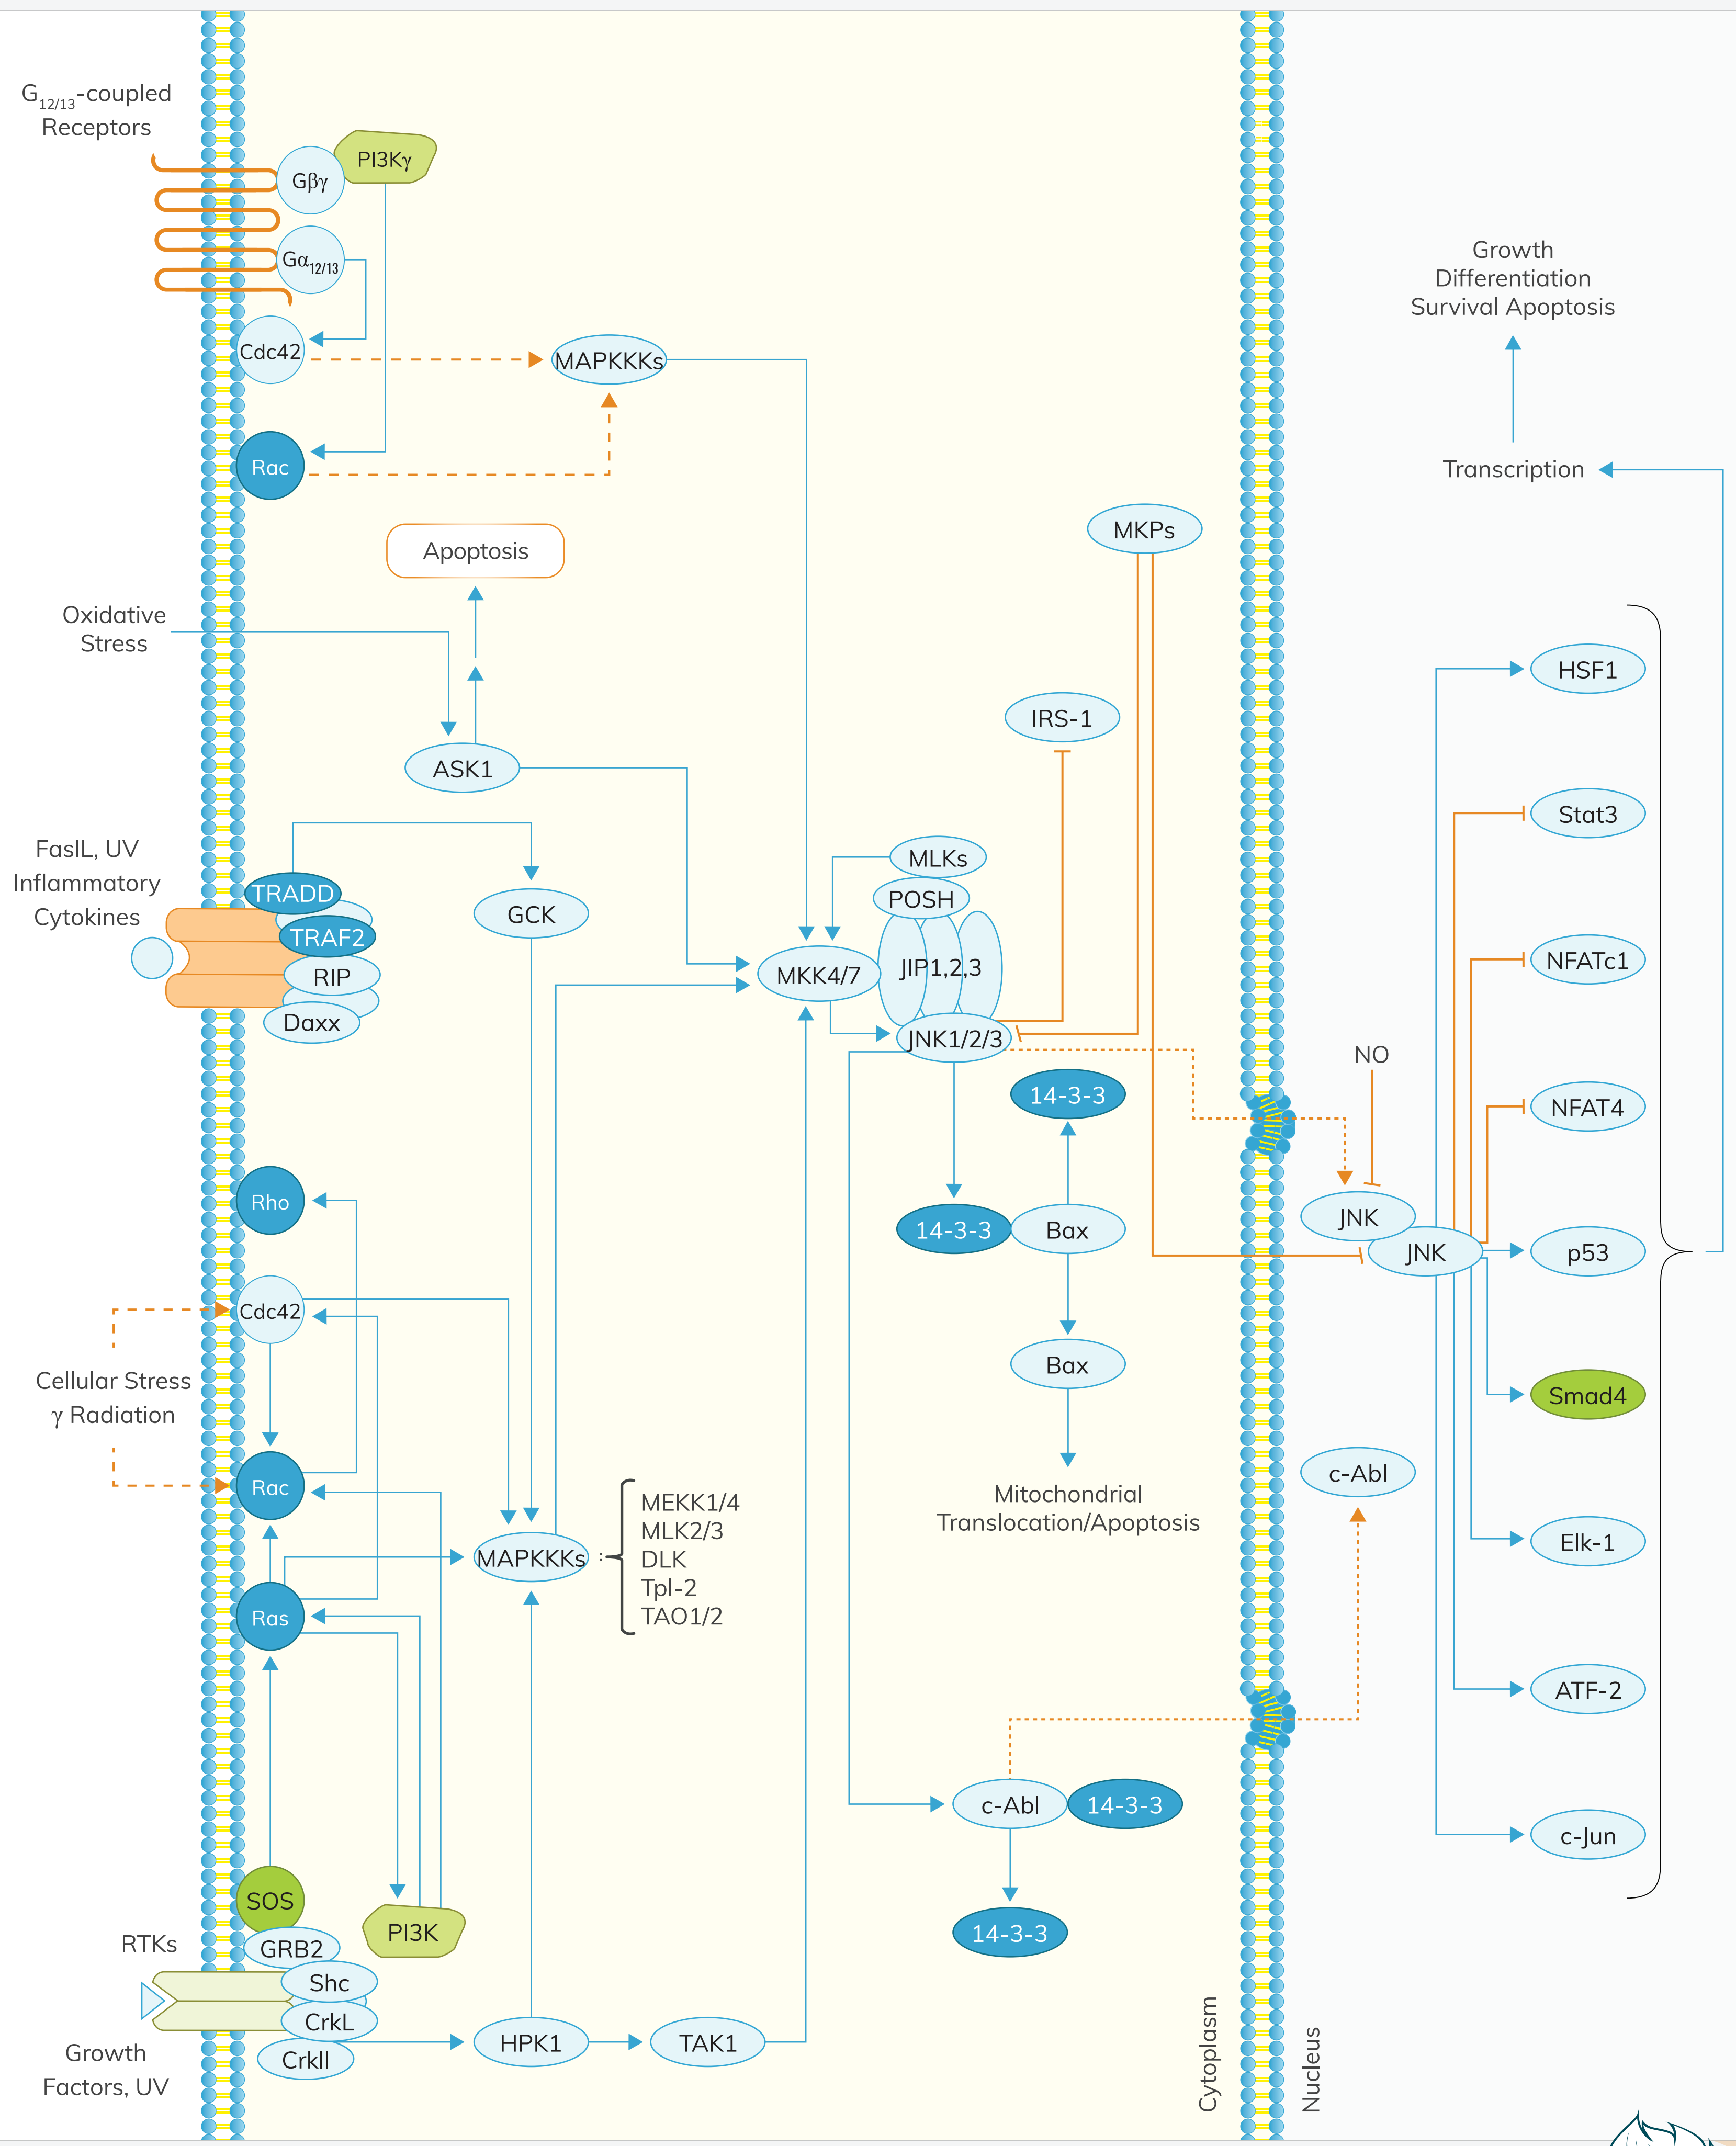 G12/13-coupled
Receptors
Gβγ
PI3Kγ
Gα12/13
Cdc42
MAPKKKs
Rac
Growth
Differentiation
Survival Apoptosis
Transcription
MKPs
Apoptosis
Oxidative
Stress
HSF1
IRS-1
ASK1
Stat3
FaslL, UV
Inflammatory
Cytokines
TRADD
TRAF2
RIP
Daxx
GCK
MLKs
POSH
JIP1,2,3
MKK4/7
JNK1/2/3
NFATc1
NO
14-3-3
NFAT4
Rho
14-3-3
Bax
JNK
JNK
p53
Cdc42
Bax
Cellular Stress
γ Radiation
Smad4
Rac
c-Abl
Mitochondrial
Translocation/Apoptosis
MAPKKKs :
MEKK1/4
MLK2/3
DLK
Tpl-2
TAO1/2
Elk-1
Ras
ATF-2
c-Abl
14-3-3
c-Jun
SOS
PI3K
14-3-3
RTKs
GRB2
Shc
CrkL
CrkII
HPK1
TAK1
Growth
Factors, UV
Cytoplasm
Nucleus